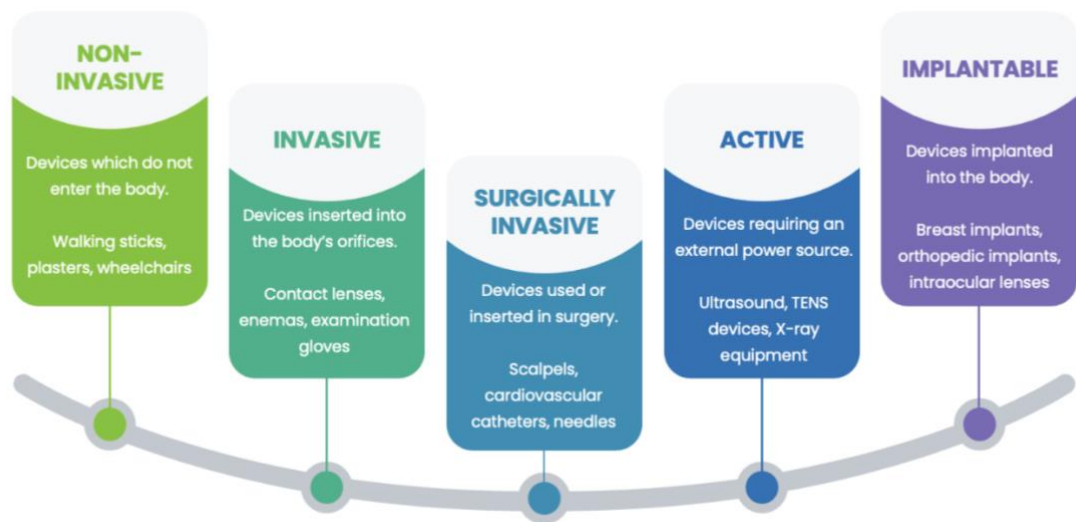 NON-
INVASIVE
Devices which do not
enter the body.
Walking sticks,
plasters, wheelchairs
INVASIVE
Devices inserted into
the body's orifices.
Contact lenses,
enemas, examination
gloves
SURGICALLY
INVASIVE
Devices used or
inserted in surgery.
Scalpels,
cardiovascular
catheters, needles
ACTIVE
Devices requiring an
external power source.
Ultrasound, TENS
devices, X-ray
equipment
IMPLANTABLE
Devices implanted
into the body.
Breast implants,
orthopedic implants,
intraocular lenses